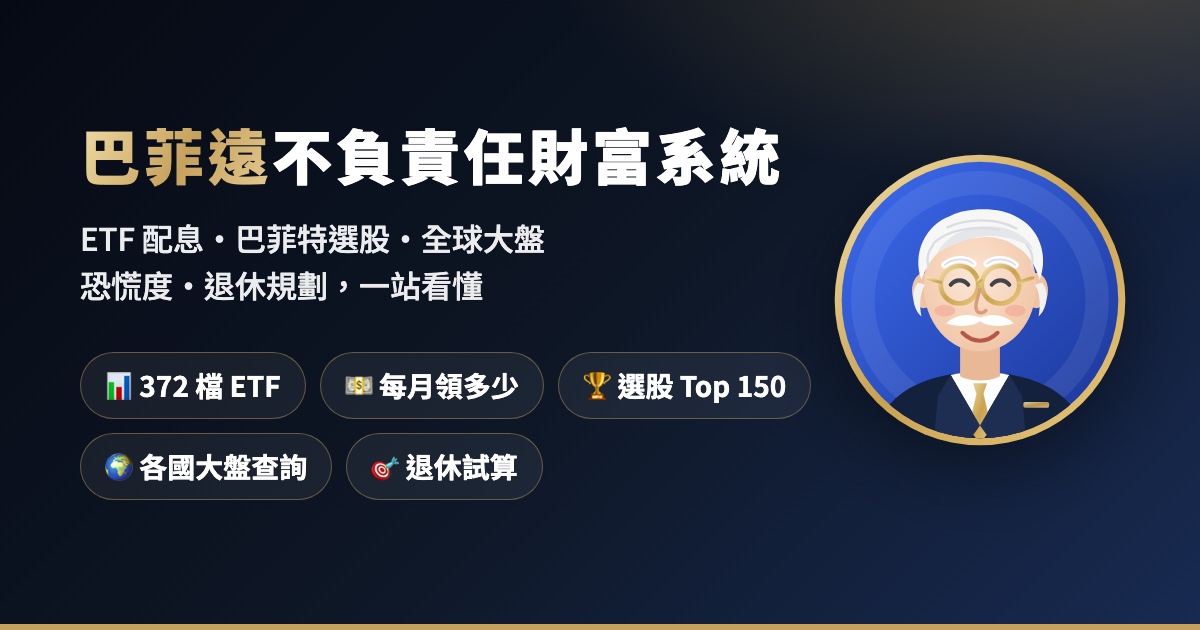 巴菲遠不負責任財富系統
ETF 配息・巴菲特選股・全球大盤
恐慌度・退休規劃，一站看懂
372 檔 ETF
每月領多少
選股 Top 150
各國大盤查詢
退休試算